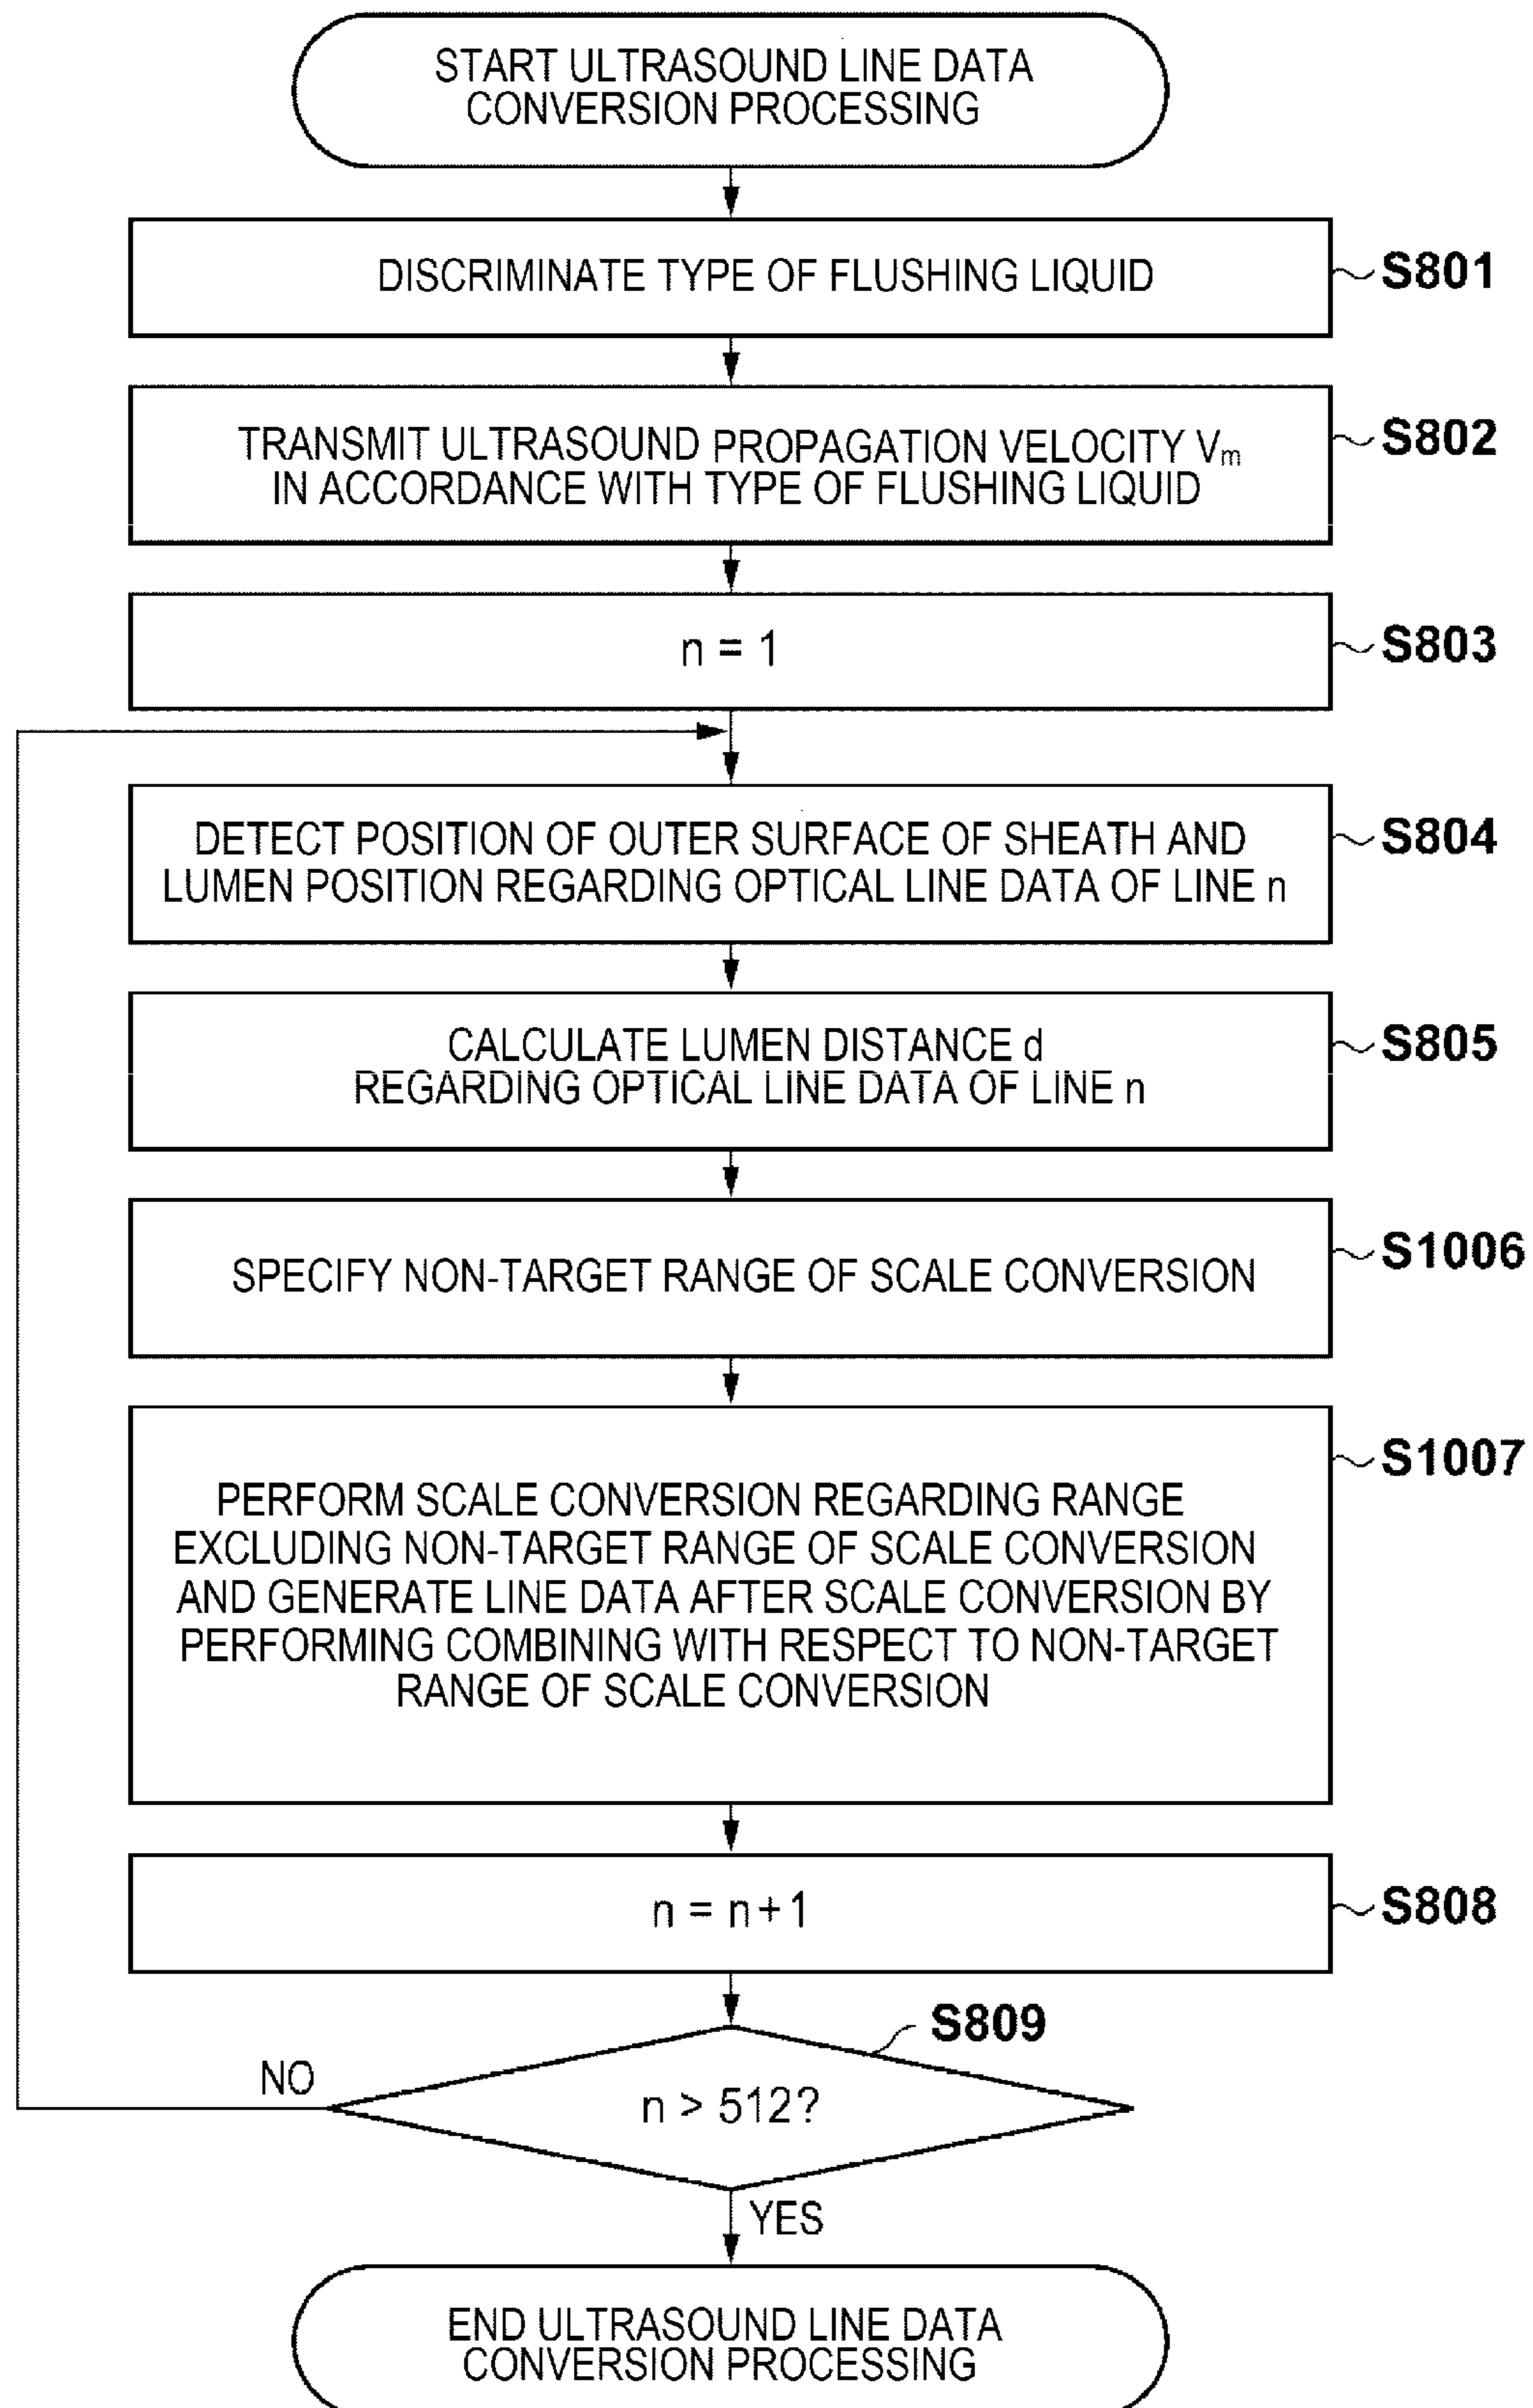 START ULTRASOUND LINE DATA
CONVERSION PROCESSING
DISCRIMINATE TYPE OF FLUSHING LIQUID
S801
TRANSMIT ULTRASOUND PROPAGATION VELOCITY Vm
IN ACCORDANCE WITH TYPE OF FLUSHING LIQUID
S802
n = 1
S803
DETECT POSITION OF OUTER SURFACE OF SHEATH AND
LUMEN POSITION REGARDING OPTICAL LINE DATA OF LINE n
S804
CALCULATE LUMEN DISTANCE d
REGARDING OPTICAL LINE DATA OF LINE n
S805
SPECIFY NON-TARGET RANGE OF SCALE CONVERSION
S1006
PERFORM SCALE CONVERSION REGARDING RANGE
EXCLUDING NON-TARGET RANGE OF SCALE CONVERSION
AND GENERATE LINE DATA AFTER SCALE CONVERSION BY
PERFORMING COMBINING WITH RESPECT TO NON-TARGET
RANGE OF SCALE CONVERSION
S1007
n = n+1
S808
S809
n > 512?
NO
YES
END ULTRASOUND LINE DATA
CONVERSION PROCESSING